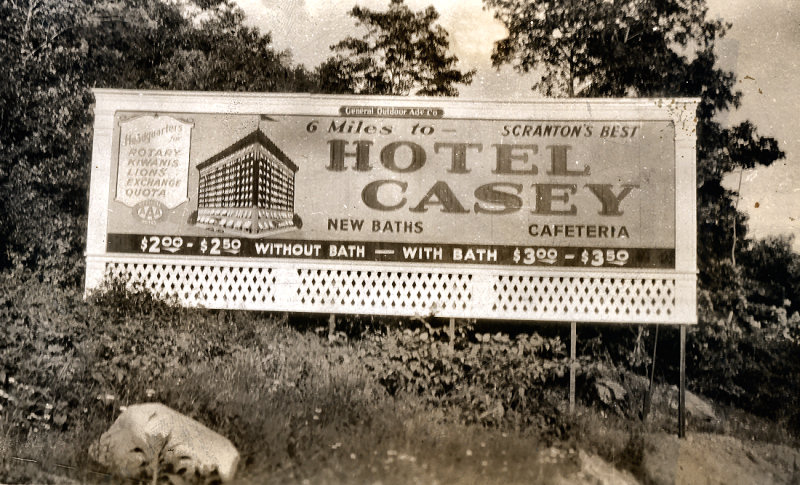 General Outdoor Adv. Co
Headquarters
for
ROTARY
KIWANIS
LIONS
EXCHANGE
QUOTA
AAA
6 Miles to – SCRANTON'S BEST
HOTEL
CASEY
NEW BATHS CAFETERIA
$2.00 - $2.50 WITHOUT BATH — WITH BATH $3.00 - $3.50